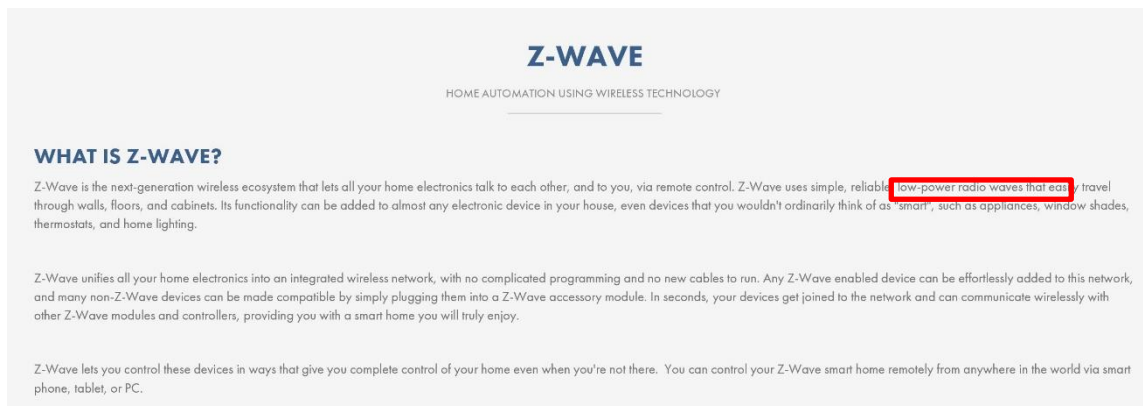 Z-WAVE
HOME AUTOMATION USING WIRELESS TECHNOLOGY
WHAT IS Z-WAVE?
Z-Wave is the next-generation wireless ecosystem that lets all your home electronics talk to each other, and to you, via remote control. Z-Wave uses simple, reliable, low-power radio waves that easily travel
through walls, floors, and cabinets. Its functionality can be added to almost any electronic device in your house, even devices that you wouldn't ordinarily think of as "smart", such as appliances, window shades,
thermostats, and home lighting.
Z-Wave unifies all your home electronics into an integrated wireless network, with no complicated programming and no new cables to run. Any Z-Wave enabled device can be effortlessly added to this network,
and many non-Z-Wave devices can be made compatible by simply plugging them into a Z-Wave accessory module. In seconds, your devices get joined to the network and can communicate wirelessly with
other Z-Wave modules and controllers, providing you with a smart home you will truly enjoy.
Z-Wave lets you control these devices in ways that give you complete control of your home even when you're not there. You can control your Z-Wave smart home remotely from anywhere in the world via smart
phone, tablet, or PC.